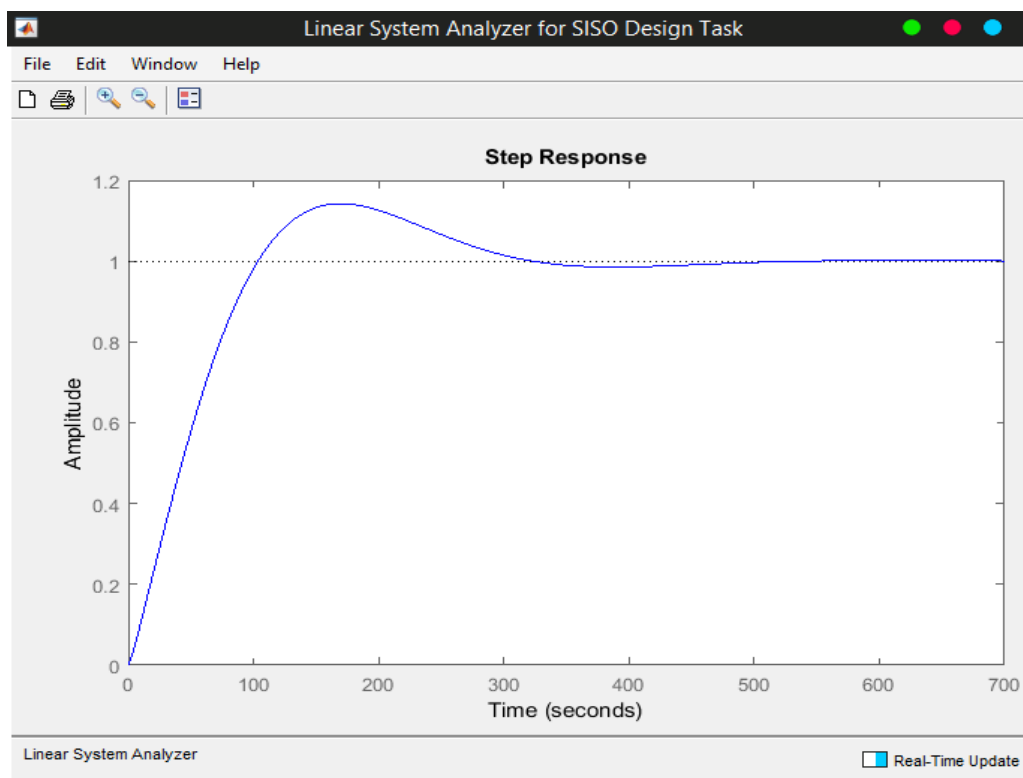 Linear System Analyzer for SISO Design Task
File Edit Window Help
Step Response
1.2
1
0.8
0.6
0.4
0.2
0
Amplitude
0 100 200 300 400 500 600 700
Time (seconds)
Linear System Analyzer
Real-Time Update